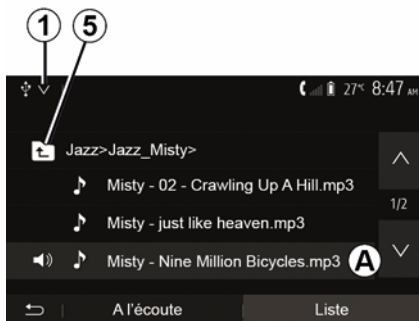 1 5
27°C 8:47 AM
Jazz>Jazz_Misty>
Misty - 02 - Crawling Up A Hill.mp3
1/2
Misty - just like heaven.mp3
Misty - Nine Million Bicycles.mp3 A
A l'écoute Liste